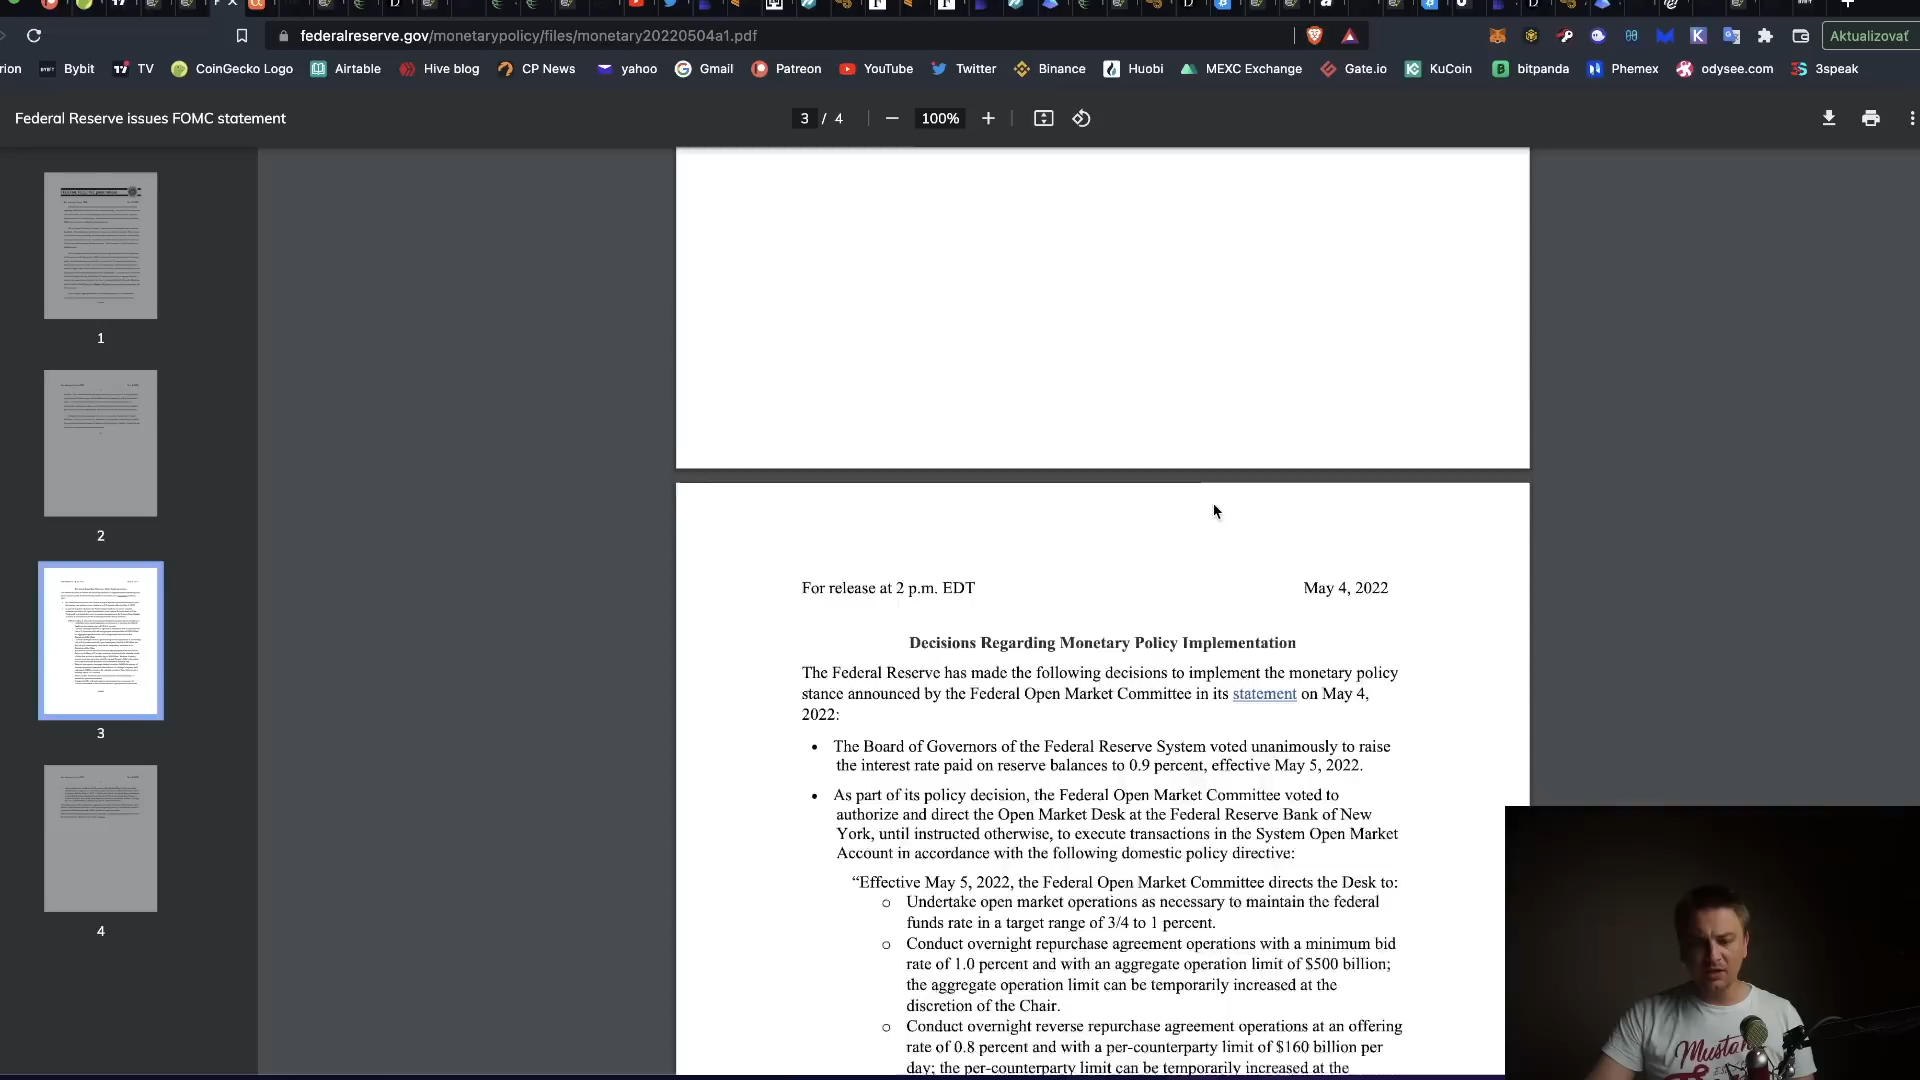 federalreserve.gov/monetarypolicy/files/monetary20220504a1.pdf
Aktualizovať
rion Bybit TV CoinGecko Logo Airtable Hive blog CP News yahoo Gmail Patreon YouTube Twitter Binance Huobi MEXC Exchange Gate.io KuCoin bitpanda Phemex odysee.com 3speak
Federal Reserve issues FOMC statement
3 / 4
100%
1
2
3
4
For release at 2 p.m. EDT May 4, 2022
Decisions Regarding Monetary Policy Implementation
The Federal Reserve has made the following decisions to implement the monetary policy
stance announced by the Federal Open Market Committee in its statement on May 4,
2022:
• The Board of Governors of the Federal Reserve System voted unanimously to raise
the interest rate paid on reserve balances to 0.9 percent, effective May 5, 2022.
• As part of its policy decision, the Federal Open Market Committee voted to
authorize and direct the Open Market Desk at the Federal Reserve Bank of New
York, until instructed otherwise, to execute transactions in the System Open Market
Account in accordance with the following domestic policy directive:
“Effective May 5, 2022, the Federal Open Market Committee directs the Desk to:
o Undertake open market operations as necessary to maintain the federal
funds rate in a target range of 3/4 to 1 percent.
o Conduct overnight repurchase agreement operations with a minimum bid
rate of 1.0 percent and with an aggregate operation limit of $500 billion;
the aggregate operation limit can be temporarily increased at the
discretion of the Chair.
o Conduct overnight reverse repurchase agreement operations at an offering
rate of 0.8 percent and with a per-counterparty limit of $160 billion per
day; the per-counterparty limit can be temporarily increased at the
Mustang